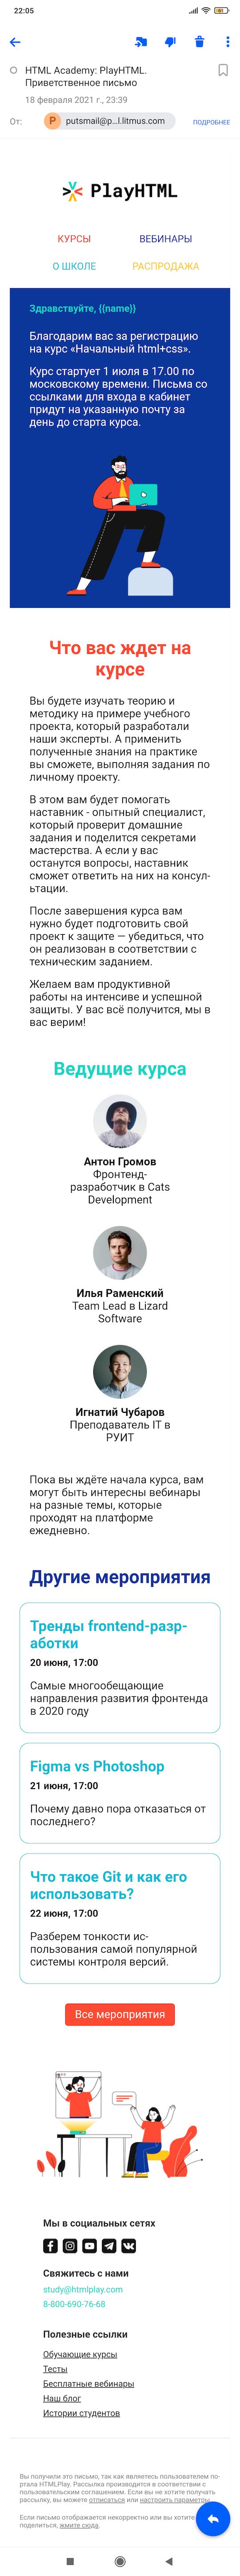 22:05
61
HTML Academy: PlayHTML.
Приветственное письмо
18 февраля 2021 г., 23:39
От:
P
putsmail@p...l.litmus.com
ПОДРОБНЕЕ
PlayHTML
КУРСЫ
ВЕБИНАРЫ
О ШКОЛЕ
РАСПРОДАЖА
Здравствуйте, {{name}}
Благодарим вас за регистрацию
на курс «Начальный html+css».
Курс стартует 1 июля в 17.00 по
московскому времени. Письма со
ссылками для входа в кабинет
придут на указанную почту за
день до старта курса.
Что вас ждет на
курсе
Вы будете изучать теорию и
методику на примере учебного
проекта, который разработали
наши эксперты. А применить
полученные знания на практике
вы сможете, выполняя задания по
личному проекту.
В этом вам будет помогать
наставник - опытный специалист,
который проверит домашние
задания и поделится секретами
мастерства. А если у вас
останутся вопросы, наставник
сможет ответить на них на консуль-
тации.
После завершения курса вам
нужно будет подготовить свой
проект к защите — убедиться, что
он реализован в соответствии с
техническим заданием.
Желаем вам продуктивной
работы на интенсиве и успешной
защиты. У вас всё получится, мы в
вас верим!
Ведущие курса
Антон Громов
Фронтенд-
разработчик в Cats
Development
Илья Раменский
Team Lead в Lizard
Software
Игнатий Чубаров
Преподаватель IT в
РУИТ
Пока вы ждёте начала курса, вам
могут быть интересны вебинары
на разные темы, которые
проходят на платформе
ежедневно.
Другие мероприятия
Тренды frontend-разр-
аботки
20 июня, 17:00
Самые многообещающие
направления развития фронтенда
в 2020 году
Figma vs Photoshop
21 июня, 17:00
Почему давно пора отказаться от
последнего?
Что такое Git и как его
использовать?
22 июня, 17:00
Разберем тонкости ис-
пользования самой популярной
системы контроля версий.
Все мероприятия
Мы в социальных сетях
Свяжитесь с нами
study@htmlplay.com
8-800-690-76-68
Полезные ссылки
Обучающие курсы
Тесты
Бесплатные вебинары
Наш блог
Истории студентов
Вы получили это письмо, так как являетесь пользователем по-
ртала HTMLPlay. Рассылка производится в соответствии с
пользовательским соглашением. Если вы не хотите получать
рассылку, вы можете отписаться или настроить параметры.
Если письмо отображается некорректно или вы хотите
поделиться, жмите сюда.